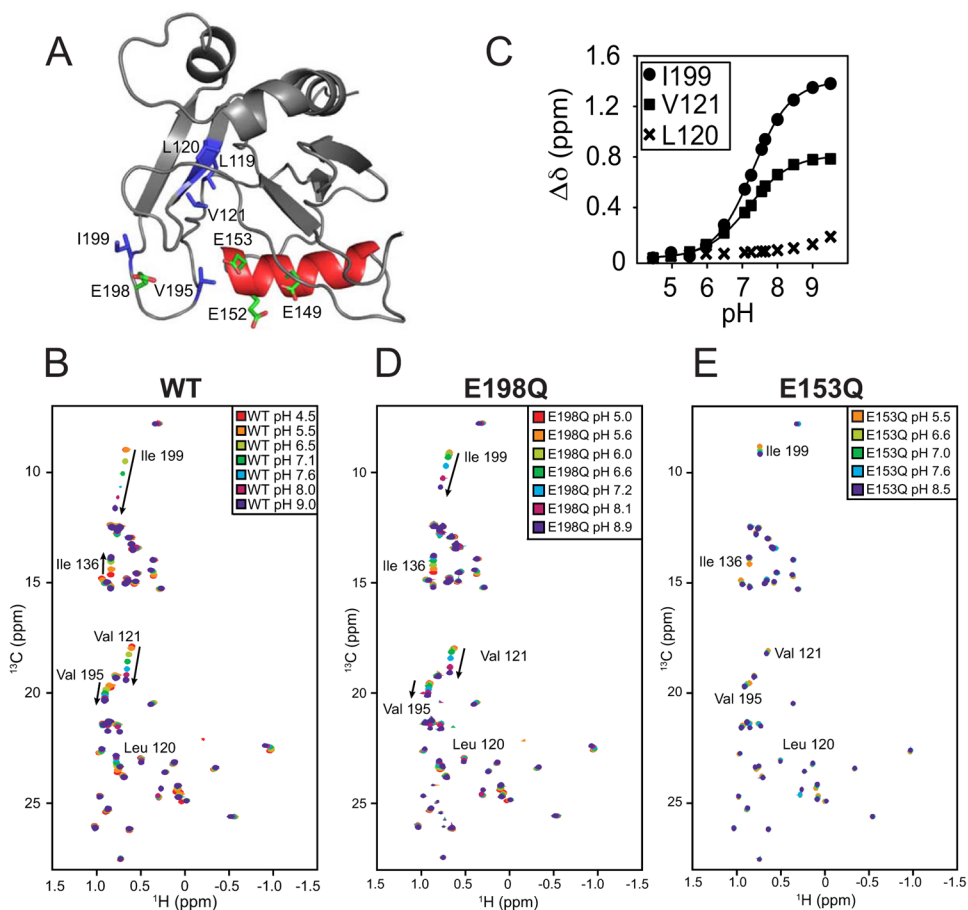 A
L120
L119
V121
I199
E153
E198
V195
E152
E149
C
Δδ (ppm)
1.6
1.2
0.8
0.4
0
I199
V121
L120
5 6 7 8 9
pH
B
WT
WT pH 4.5
WT pH 5.5
WT pH 6.5
WT pH 7.1
WT pH 7.6
WT pH 8.0
WT pH 9.0
Ile 199
Ile 136
Val 121
Val 195
Leu 120
10
15
20
25
¹³C (ppm)
1.0 0.5 0 -0.5 -1.0 -1.5
¹H (ppm)
D
E198Q
E198Q pH 5.0
E198Q pH 5.6
E198Q pH 6.0
E198Q pH 6.6
E198Q pH 7.2
E198Q pH 8.1
E198Q pH 8.9
Ile 199
Ile 136
Val 121
Val 195
Leu 120
10
15
20
25
¹³C (ppm)
1.5 1.0 0.5 0 -0.5 -1.0 -1.5
¹H (ppm)
E
E153Q
E153Q pH 5.5
E153Q pH 6.6
E153Q pH 7.0
E153Q pH 7.6
E153Q pH 8.5
Ile 199
Ile 136
Val 121
Val 195
Leu 120
10
15
20
25
¹³C (ppm)
1.5 1.0 0.5 0 -0.5 -1.0 -1.5
¹H (ppm)